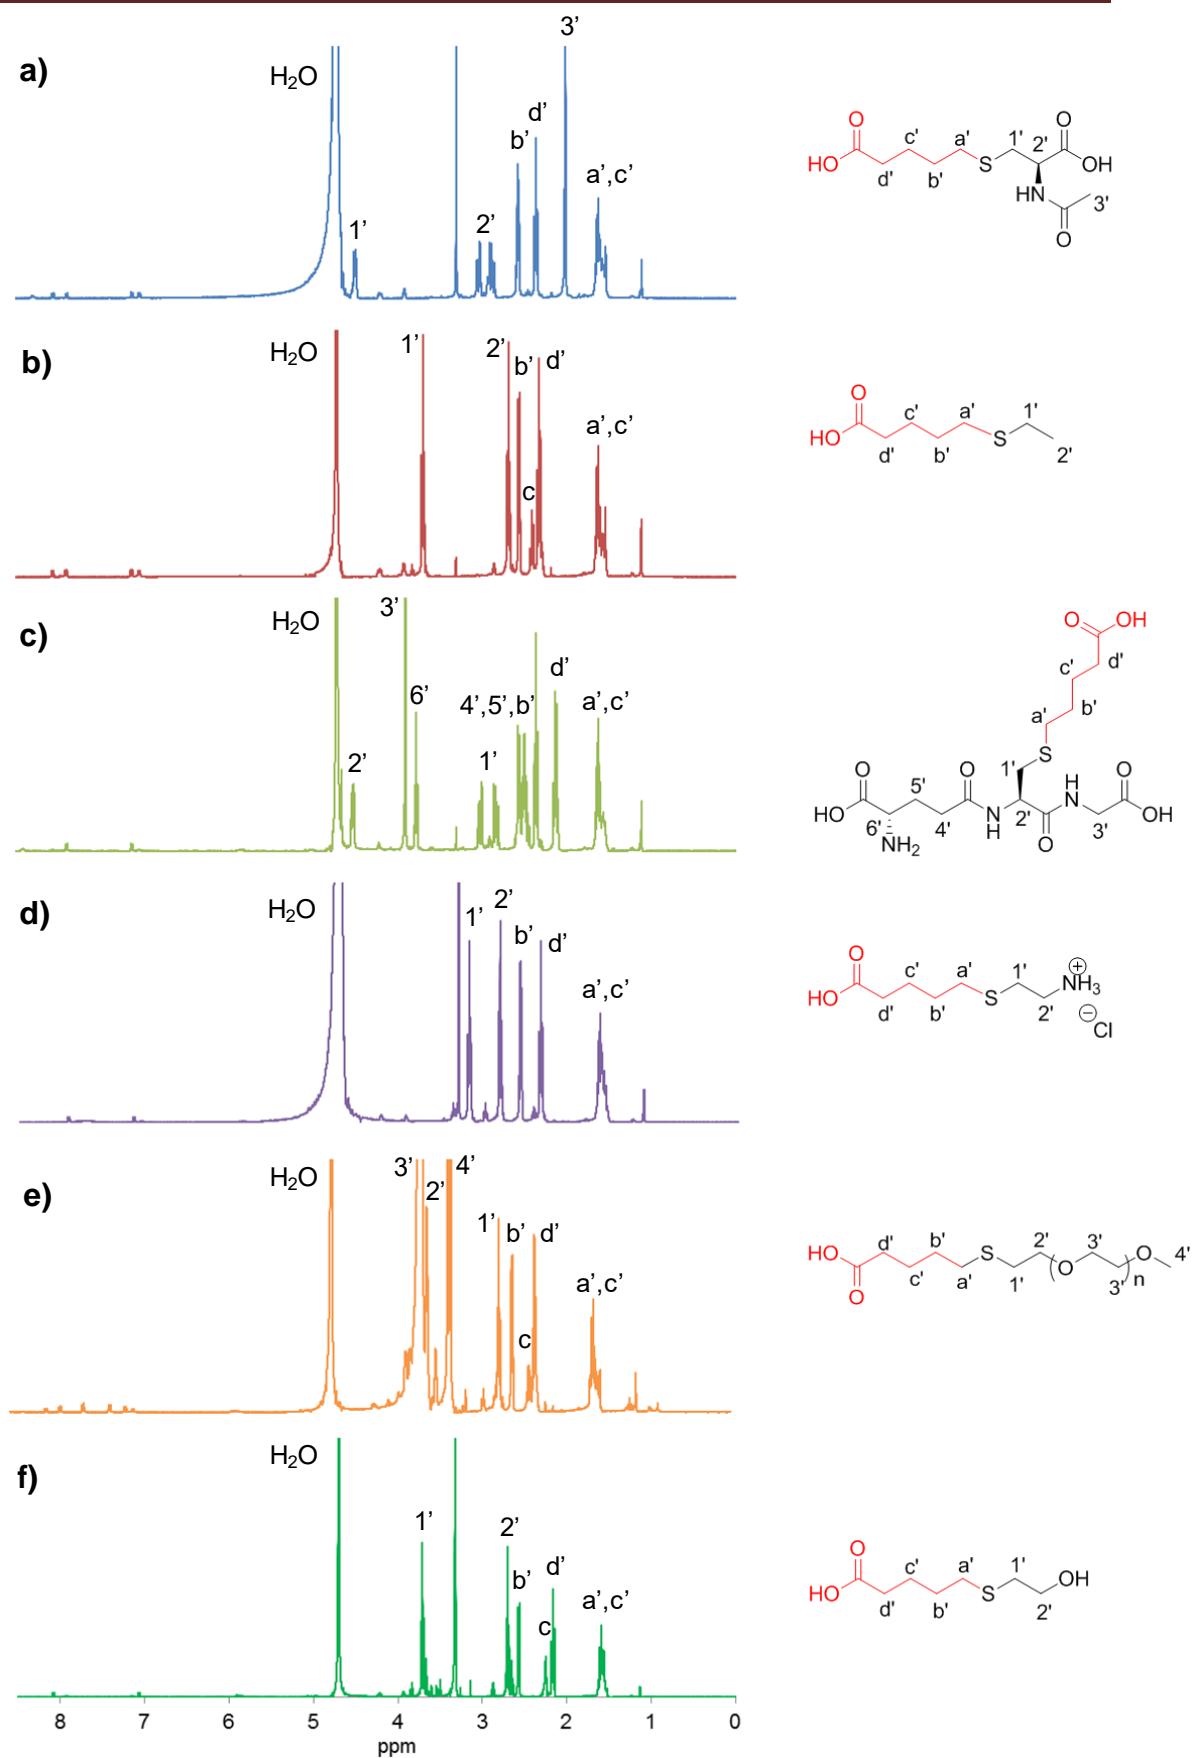 3’
a)
H₂O
d’
b’
a’,c’
1’
2’
O
HO
d'
c'
b'
a'
S
1'
2'
O
OH
HN
O
3'
b)
H₂O
1’
2’
b’
d’
a’,c’
c
O
HO
d'
c'
b'
a'
S
1'
2'
c)
H₂O
3’
6’
2’
4’,5’,b’
1’
d’
a’,c’
O
OH
c'
d'
a'
b'
S
O
HO
6'
NH₂
5'
4'
O
N
H
1'
2'
O
H
N
3'
O
OH
d)
H₂O
1’
2’
b’
d’
a’,c’
O
HO
d'
c'
b'
a'
S
1'
2'
NH₃
+
−
Cl
e)
H₂O
3’
2’
4’
1’
b’
d’
c
a’,c’
HO
O
d'
c'
b'
a'
S
1'
2'
(
O
3'
3'
)
n
O
4'
f)
H₂O
1’
2’
b’
d’
c
a’,c’
O
HO
d'
c'
b'
a'
S
1'
2'
OH
8 7 6 5 4 3 2 1 0
ppm